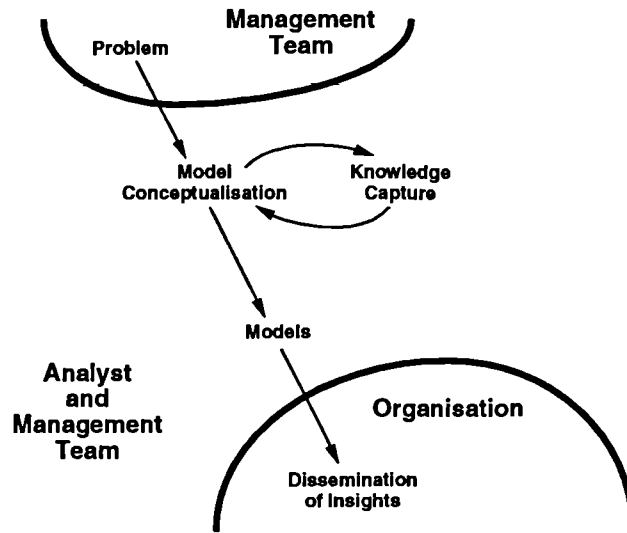 Management
Team
Problem
Model
Conceptualisation
Knowledge
Capture
Models
Analyst
and
Management
Team
Organisation
Dissemination
of Insights